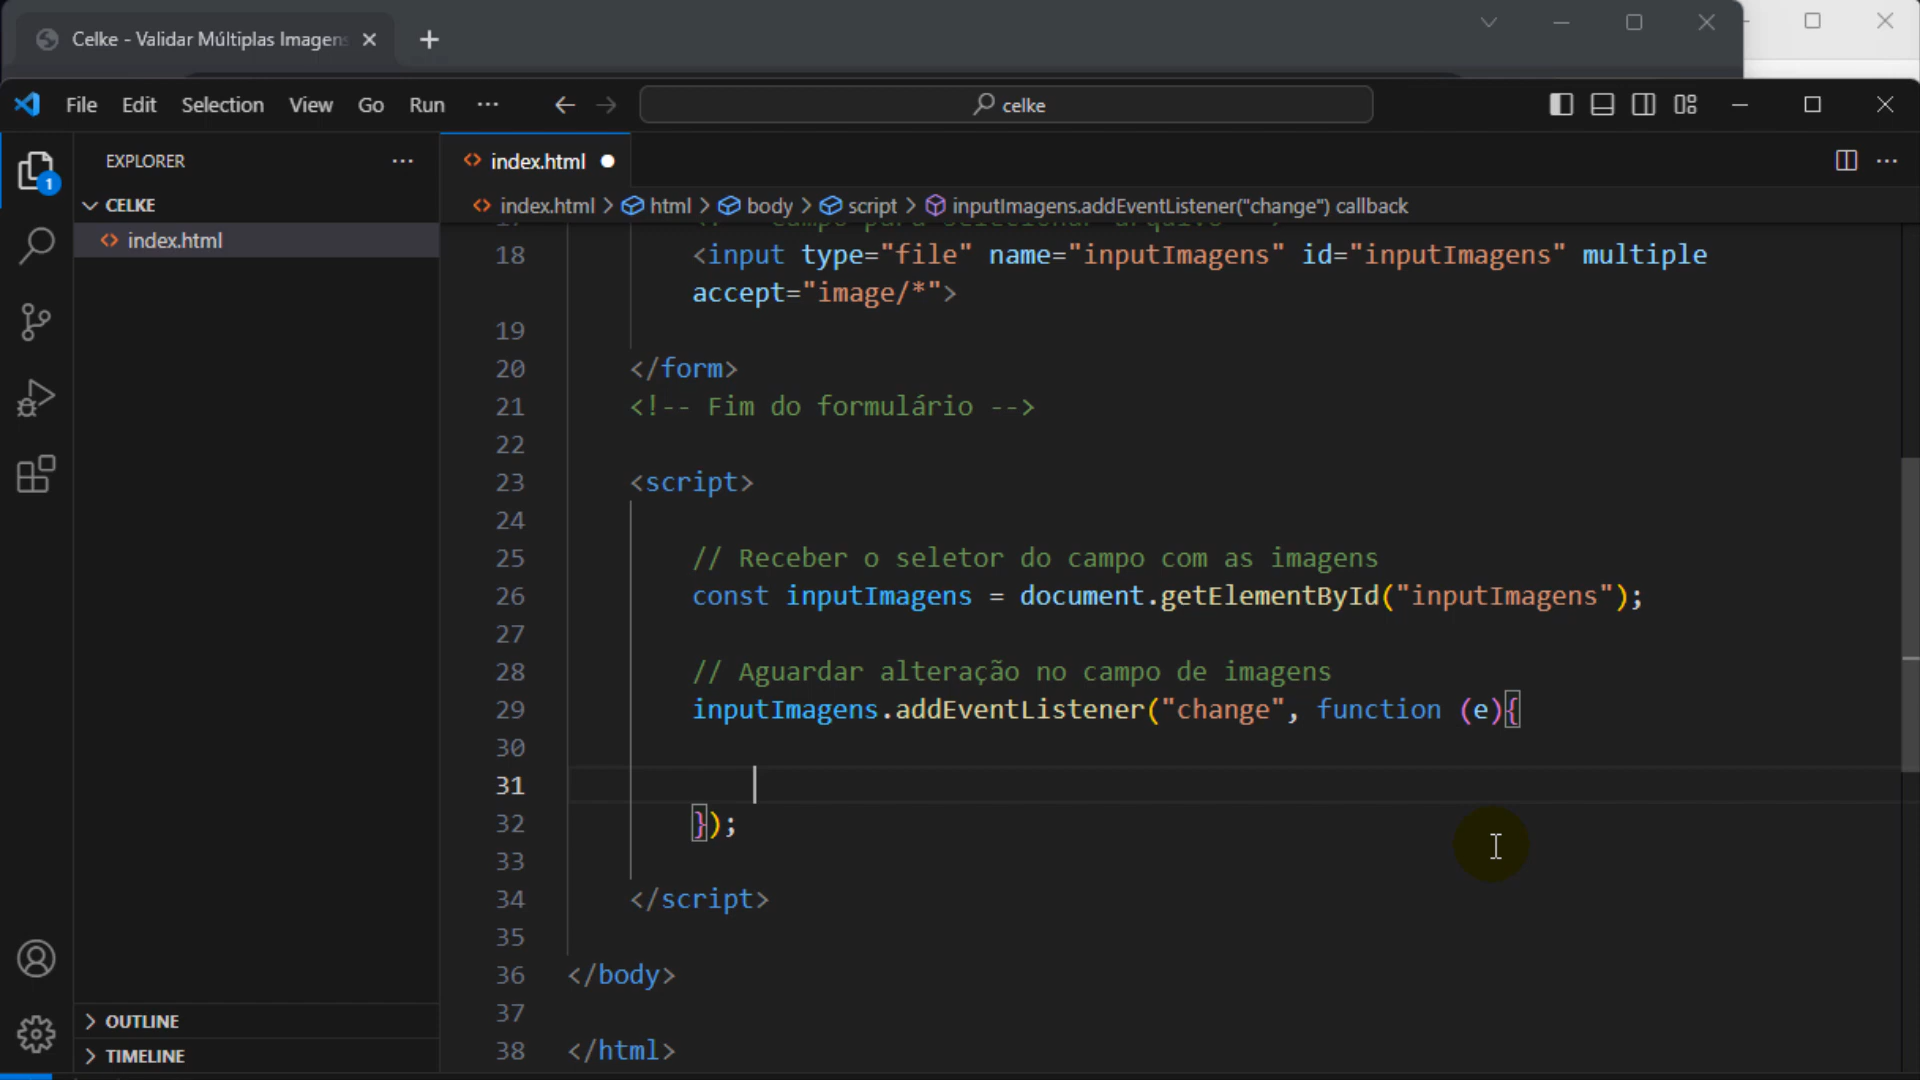 Celke - Validar Múltiplas Imagens
File Edit Selection View Go Run ··· celke
EXPLORER ···
index.html
CELKE
index.html > html > body > script > inputImagens.addEventListener("change") callback
1
index.html
18 <input type="file" name="inputImagens" id="inputImagens" multiple
accept="image/*">
19
20 </form>
21 <!-- Fim do formulário -->
22
23 <script>
24
25 // Receber o seletor do campo com as imagens
26 const inputImagens = document.getElementById("inputImagens");
27
28 // Aguardar alteração no campo de imagens
29 inputImagens.addEventListener("change", function (e){
30
31
32 });
33
34 </script>
35
36 </body>
37
38 </html>
OUTLINE
TIMELINE